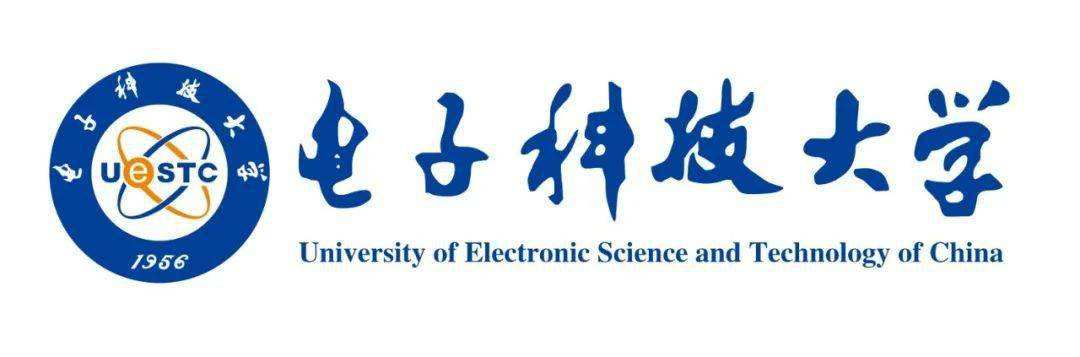 电子科技大学
UeSTC
1956
电子科技大学
University of Electronic Science and Technology of China